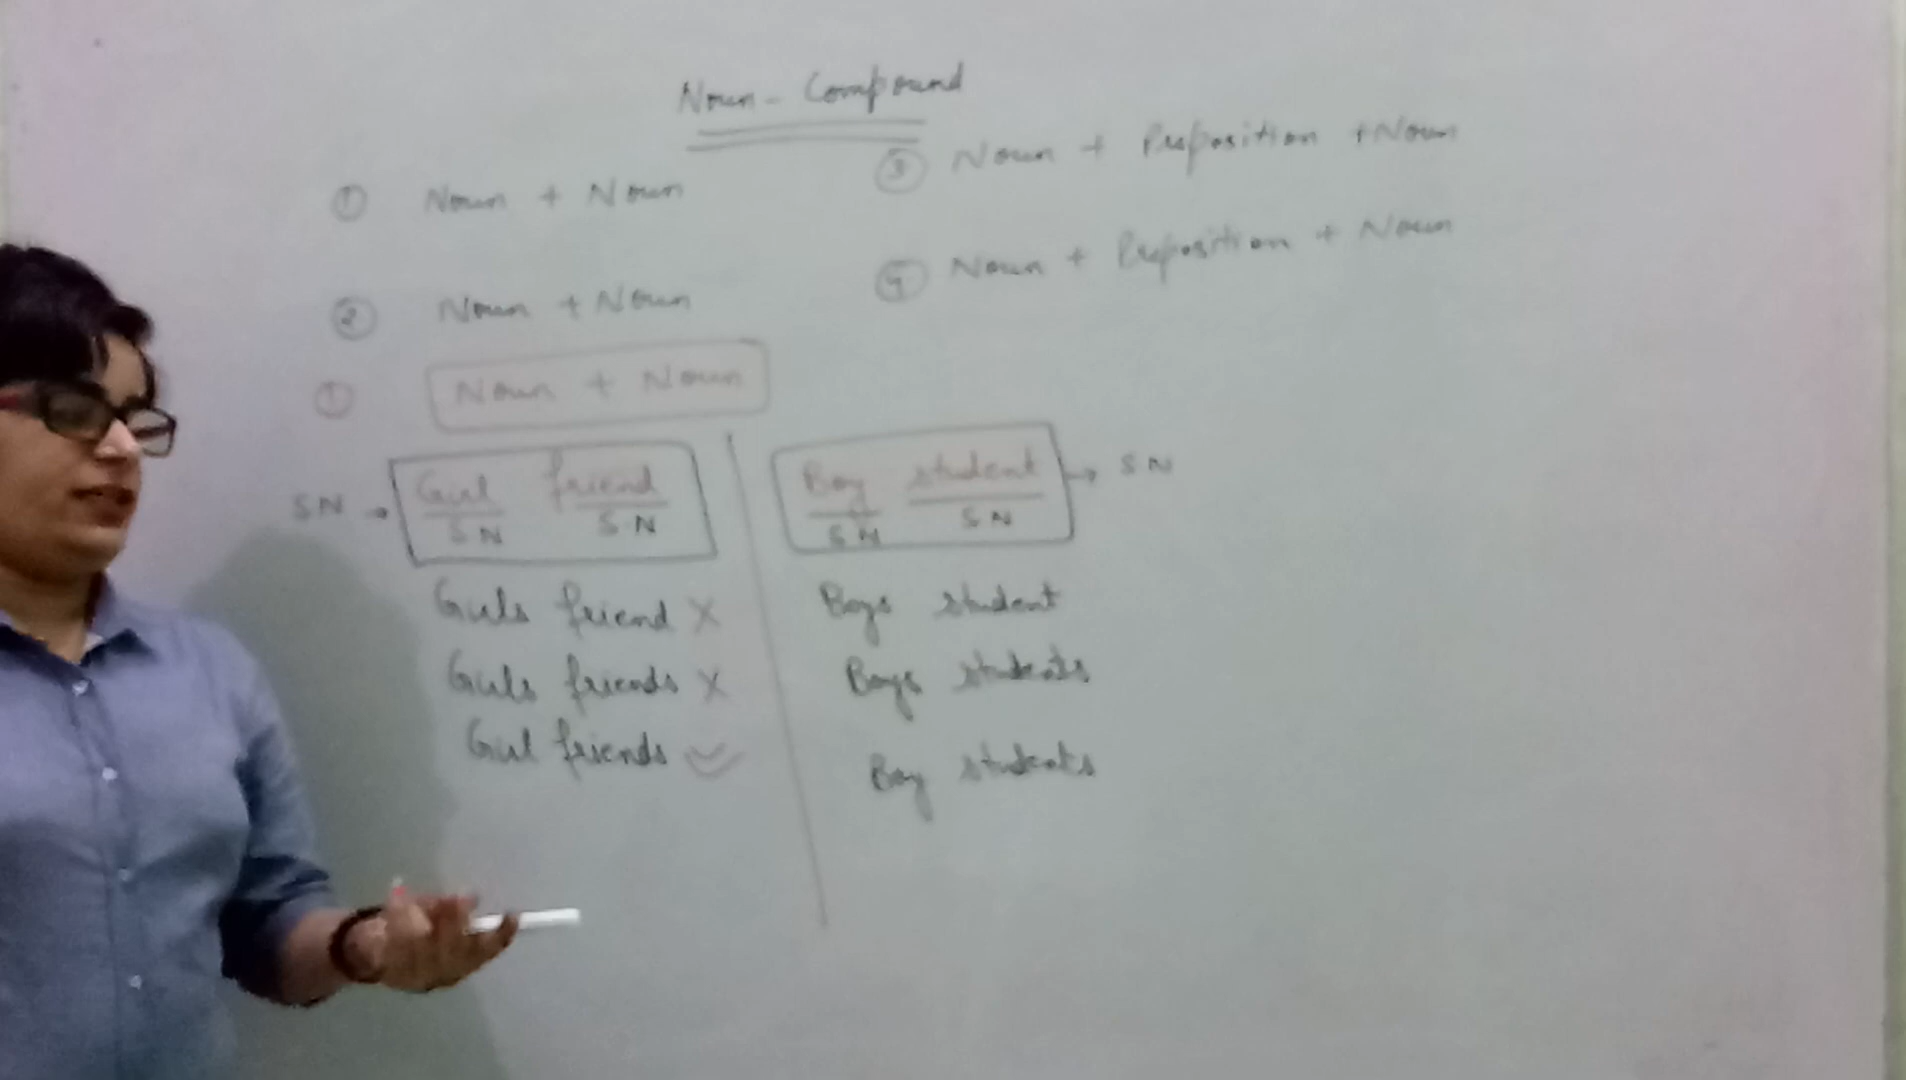 Noun - Compound
① Noun + Noun
② Noun + Noun
③ Noun + Preposition + Noun
④ Noun + Preposition + Noun
① Noun + Noun
SN → Girl friend
S N S N
Girls friend X
Girls friends X
Girl friends
Boy student → S N
S N S N
Boys student
Boys students
Boy students